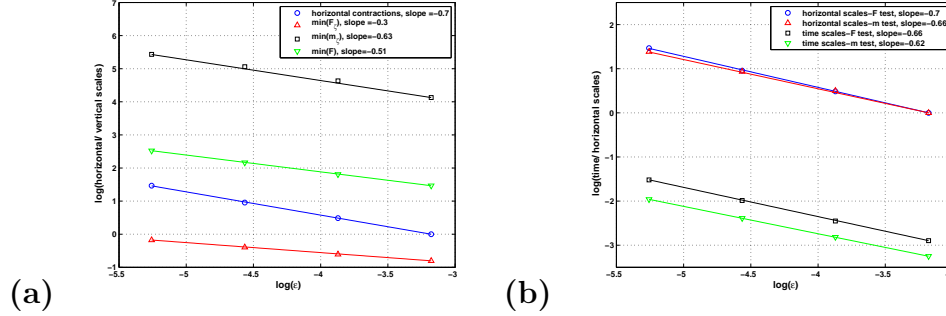 horizontal contractions, slope =−0.7
min(F_ζ), slope=−0.3
min(m_ζ), slope=−0.63
min(F), slope=−0.51
log(horizontal/ vertical scales)
6
5
4
3
2
1
0
−1
−5.5 −5 −4.5 −4 −3.5 −3
log(ε)
(a)
horizontal scales−F test, slope=−0.7
horizontal scales−m test, slope=−0.66
time scales−F test, slope=−0.66
time scales−m test, slope=−0.62
log(time/ horizontal scales)
2
1
0
−1
−2
−3
−5.5 −5 −4.5 −4 −3.5
log(ε)
(b)